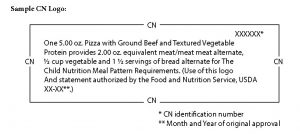 Sample CN Logo:
CN
XXXXXX*
One 5.00 oz. Pizza with Ground Beef and Textured Vegetable
Protein provides 2.00 oz. equivalent meat/meat meat alternate,
CN ½ cup vegetable and 1 ½ servings of bread alternate for The CN
Child Nutrition Meal Pattern Requirements. (Use of this logo
And statement authorized by the Food and Nutrition Service, USDA
XX-XX**.)
CN
* CN identification number
** Month and Year of original approval